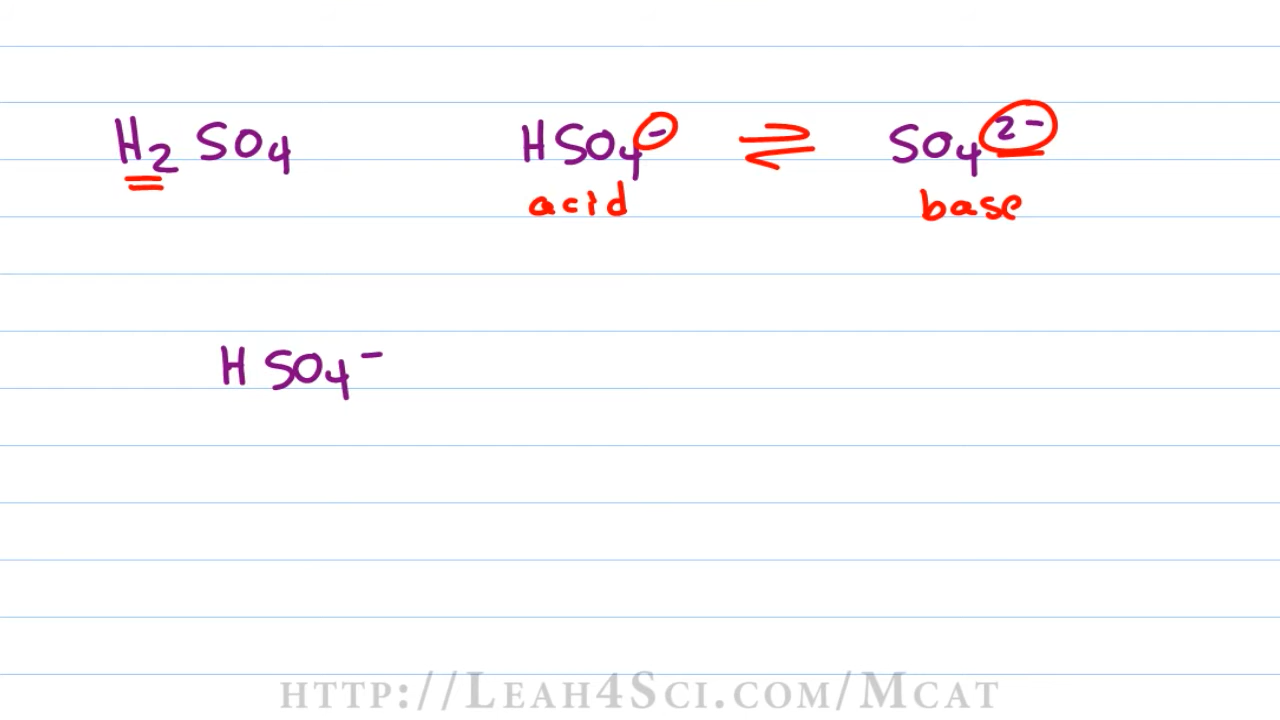 H₂SO₄ HSO₄⁻ ⇌ SO₄²⁻
acid base
HSO₄⁻
HTTP://LEAH4SCI.COM/MCAT